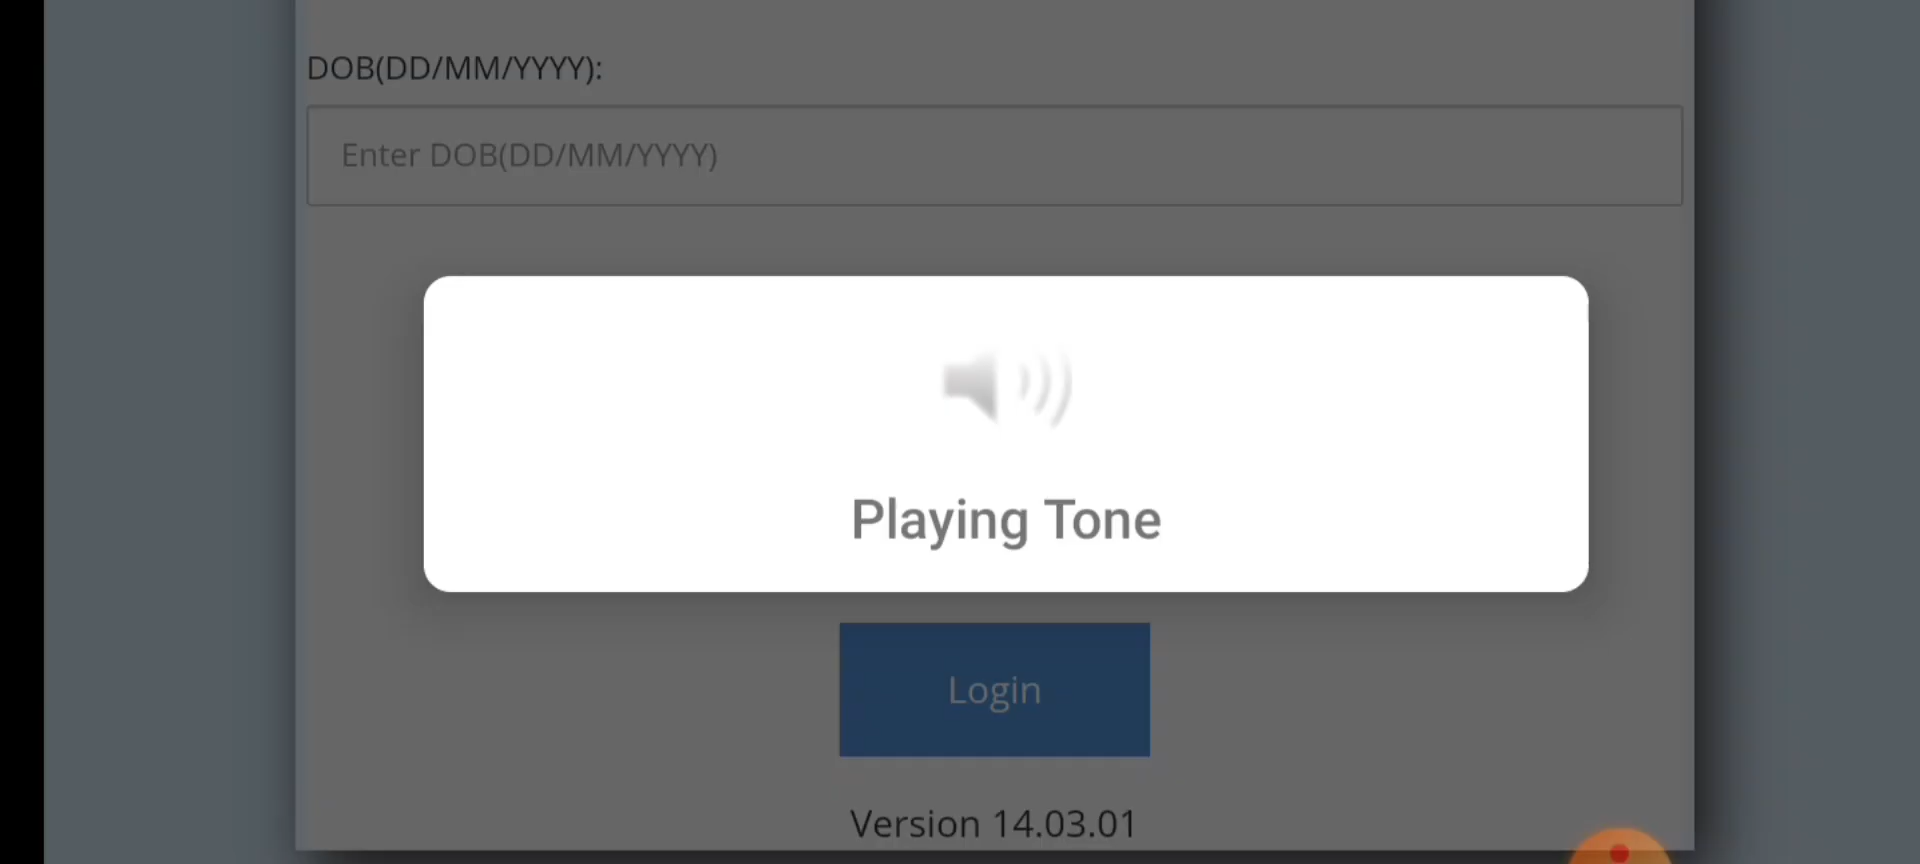 DOB(DD/MM/YYYY):
Enter DOB(DD/MM/YYYY)
Playing Tone
Login
Version 14.03.01